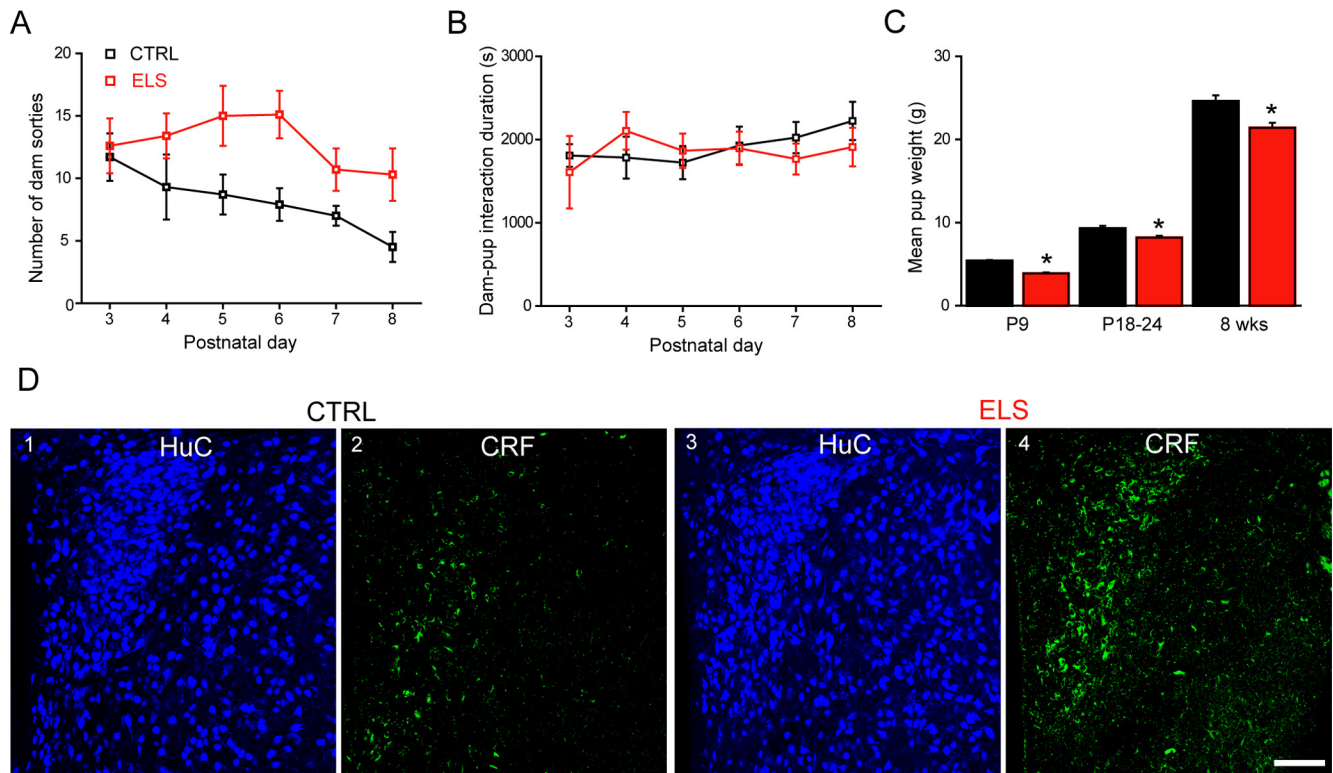 A
Number of dam sorties
20
15
10
5
0
CTRL
ELS
3 4 5 6 7 8
Postnatal day
B
Dam-pup interaction duration (s)
3000
2000
1000
0
3 4 5 6 7 8
Postnatal day
C
Mean pup weight (g)
30
20
10
0
* * *
P9 P18-24 8 wks
D
CTRL ELS
1 HuC 2 CRF 3 HuC 4 CRF